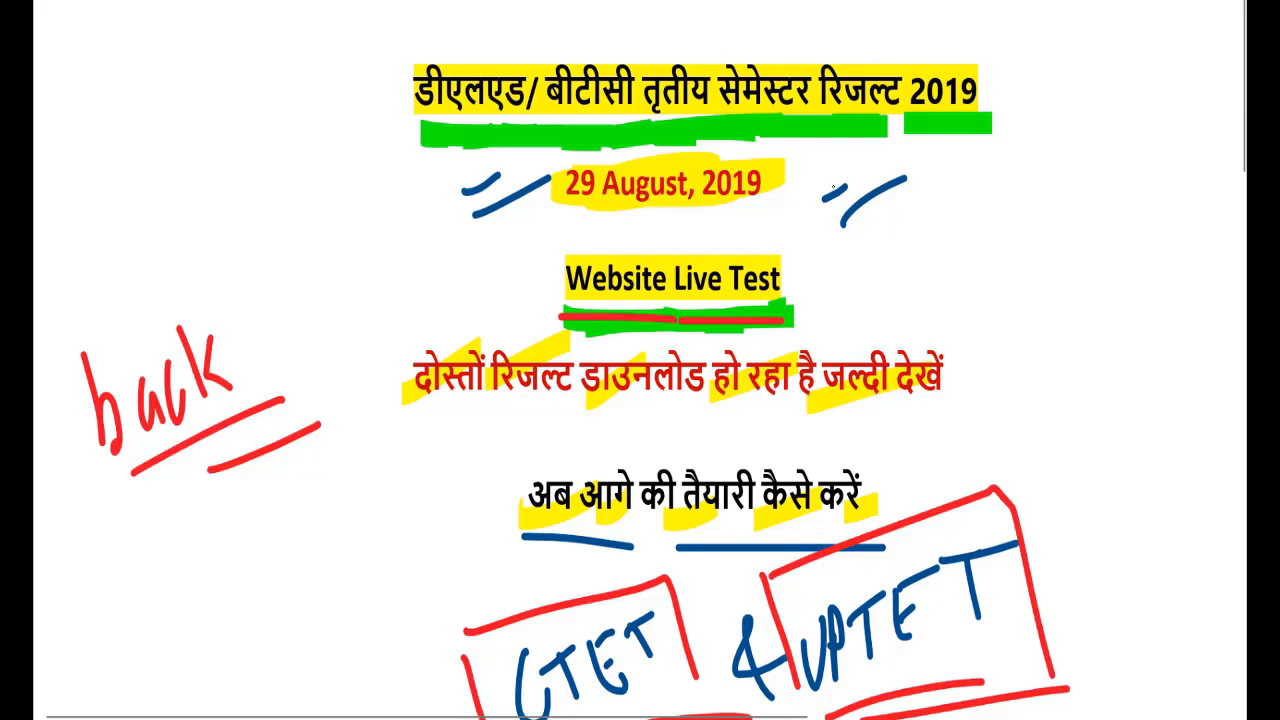 डीएलएड/ बीटीसी तृतीय सेमेस्टर रिजल्ट 2019
29 August, 2019
Website Live Test
दोस्तों रिजल्ट डाउनलोड हो रहा है जल्दी देखें
back
अब आगे की तैयारी कैसे करें
CTET & UPTET